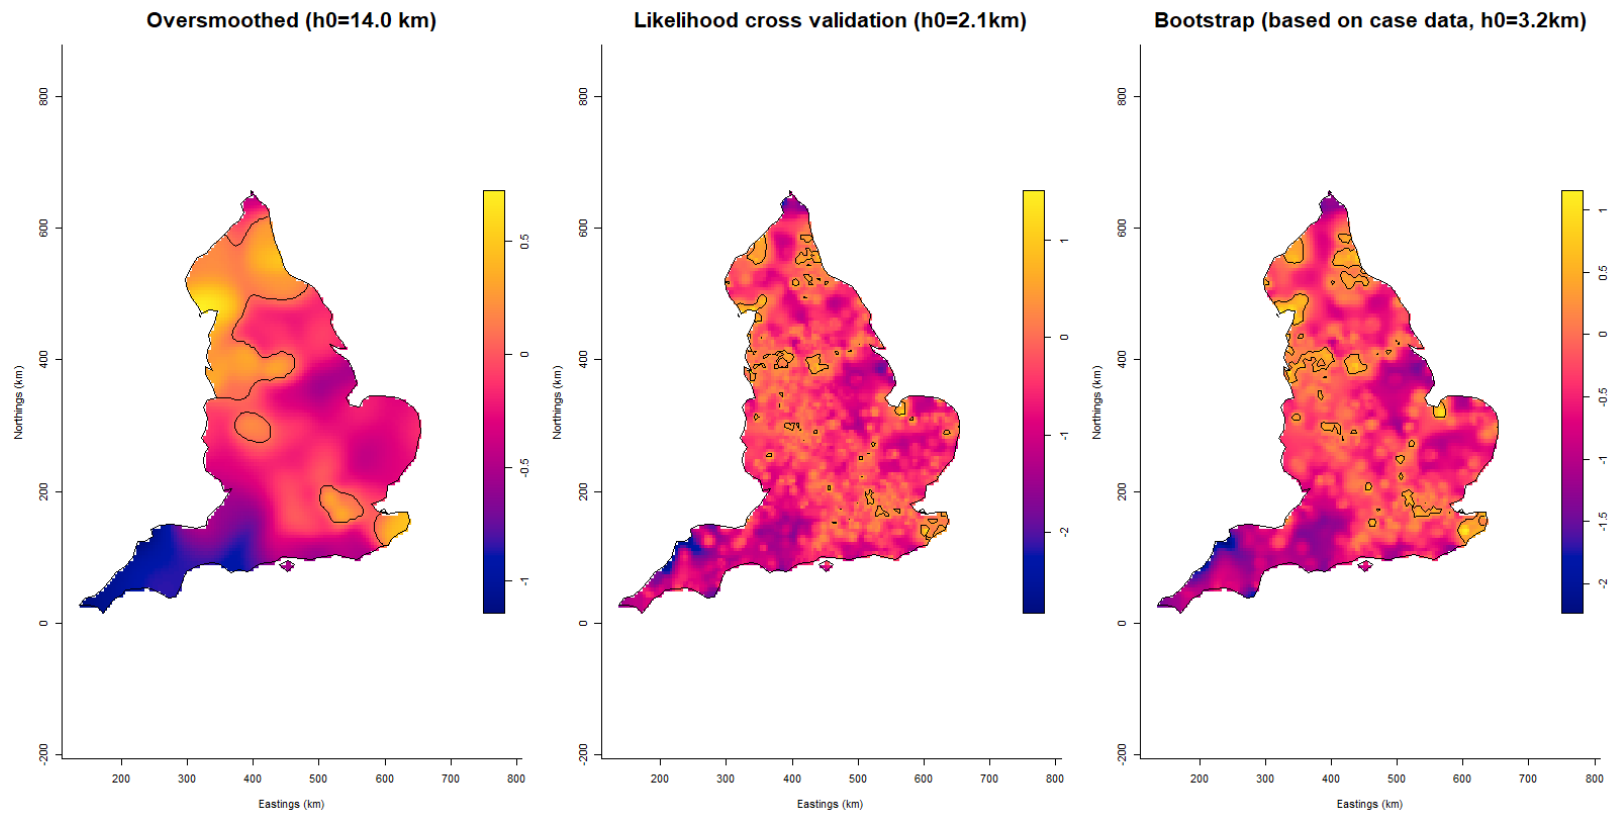 Oversmoothed (h0=14.0 km)
Northings (km)
800
600
400
200
0
-200
200 300 400 500 600 700 800
Eastings (km)
0.5
0
-0.5
-1
Likelihood cross validation (h0=2.1km)
Northings (km)
800
600
400
200
0
-200
200 300 400 500 600 700 800
Eastings (km)
1
0
-1
-2
Bootstrap (based on case data, h0=3.2km)
Northings (km)
800
600
400
200
0
-200
200 300 400 500 600 700 800
Eastings (km)
1
0.5
0
-0.5
-1
-1.5
-2